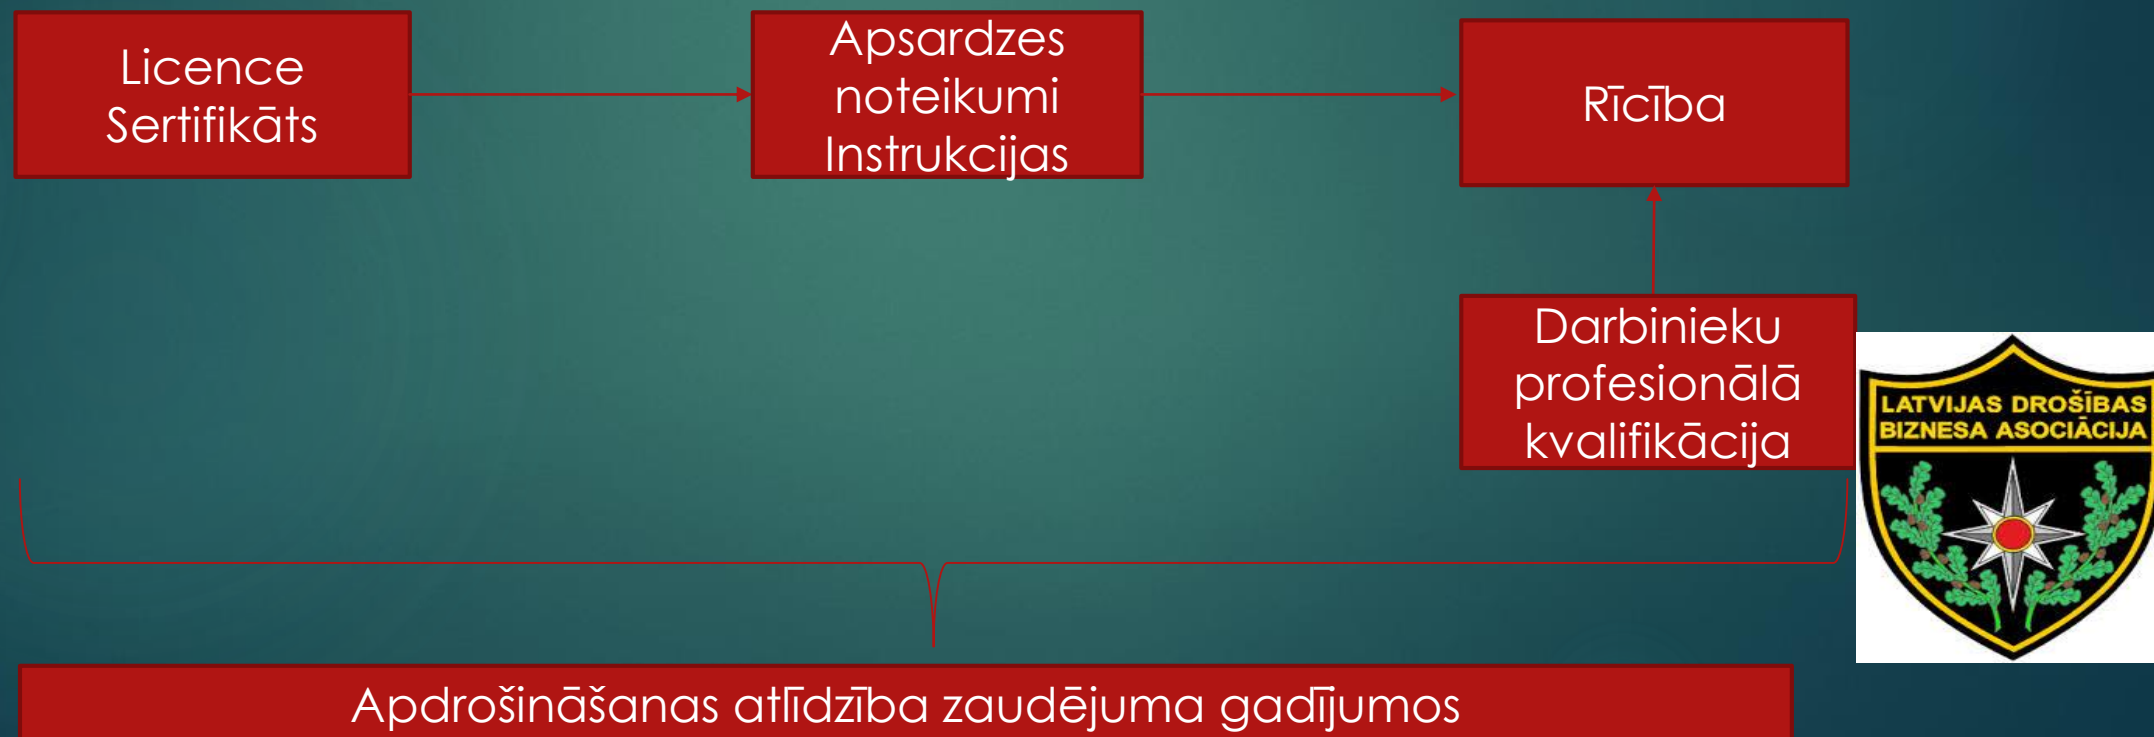 Licence
Sertifikāts
Apsardzes
noteikumi
Instrukcijas
Rīcība
Darbinieku
profesionālā
kvalifikācija
LATVIJAS DROŠĪBAS
BIZNESA ASOCIĀCIJA
Apdrošināšanas atlīdzība zaudējuma gadījumos